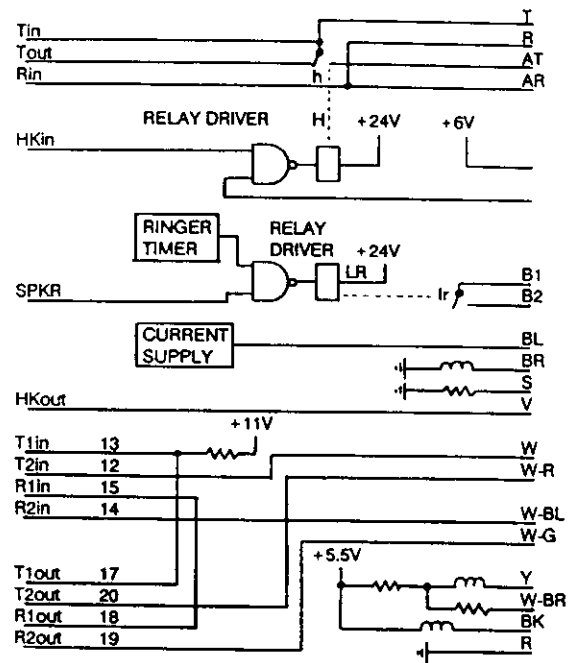 T
Tin
R
Tout
AT
Rin
h
AR
RELAY DRIVER
H
+24V
+6V
HKin
RINGER
TIMER
RELAY
DRIVER
+24V
LR
B1
SPKR
lr
B2
CURRENT
SUPPLY
BL
BR
S
HKout
V
+11V
T1in 13
W
T2in 12
W-R
R1in 15
R2in 14
W-BL
W-G
+5.5V
T1out 17
Y
T2out 20
W-BR
R1out 18
BK
R2out 19
R